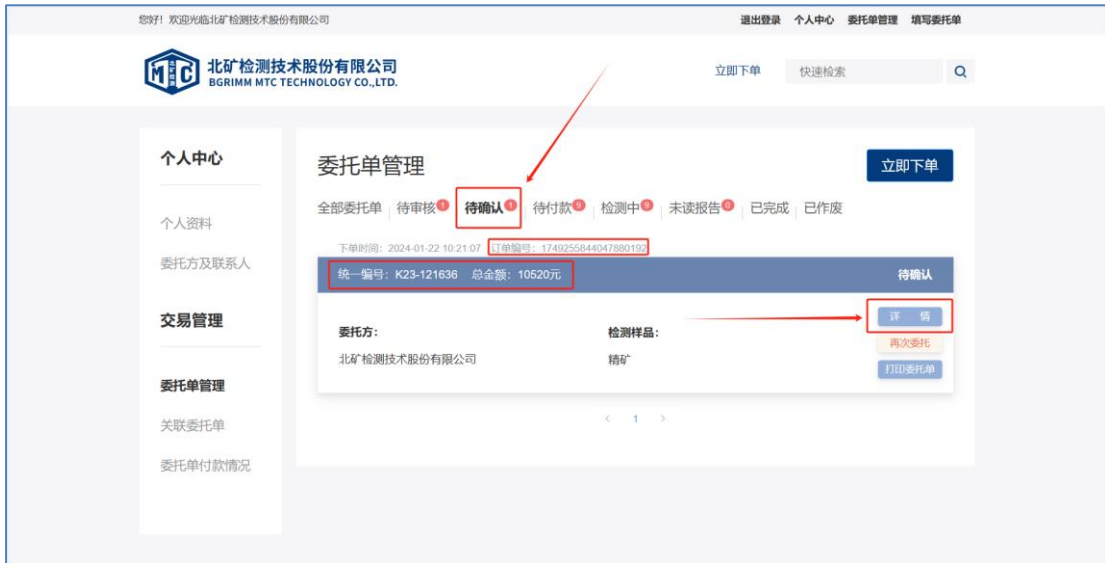 您好！欢迎光临北矿检测技术股份有限公司 退出登录 个人中心 委托单管理 填写委托单
MTC 北矿检测技术股份有限公司
BGRIMM MTC TECHNOLOGY CO.,LTD.
立即下单 快速检索
个人中心
个人资料
委托方及联系人
交易管理
委托单管理
关联委托单
委托单付款情况
委托单管理 立即下单
全部委托单 待审核1 待确认1 待付款9 检测中9 未读报告0 已完成 已作废
下单时间：2024-01-22 10:21:07 订单编号：1749255844047880192
统一编号：K23-121636 总金额：10520元 待确认
委托方： 检测样品： 详 情
北矿检测技术股份有限公司 精矿 再次委托
打印委托单
< 1 >